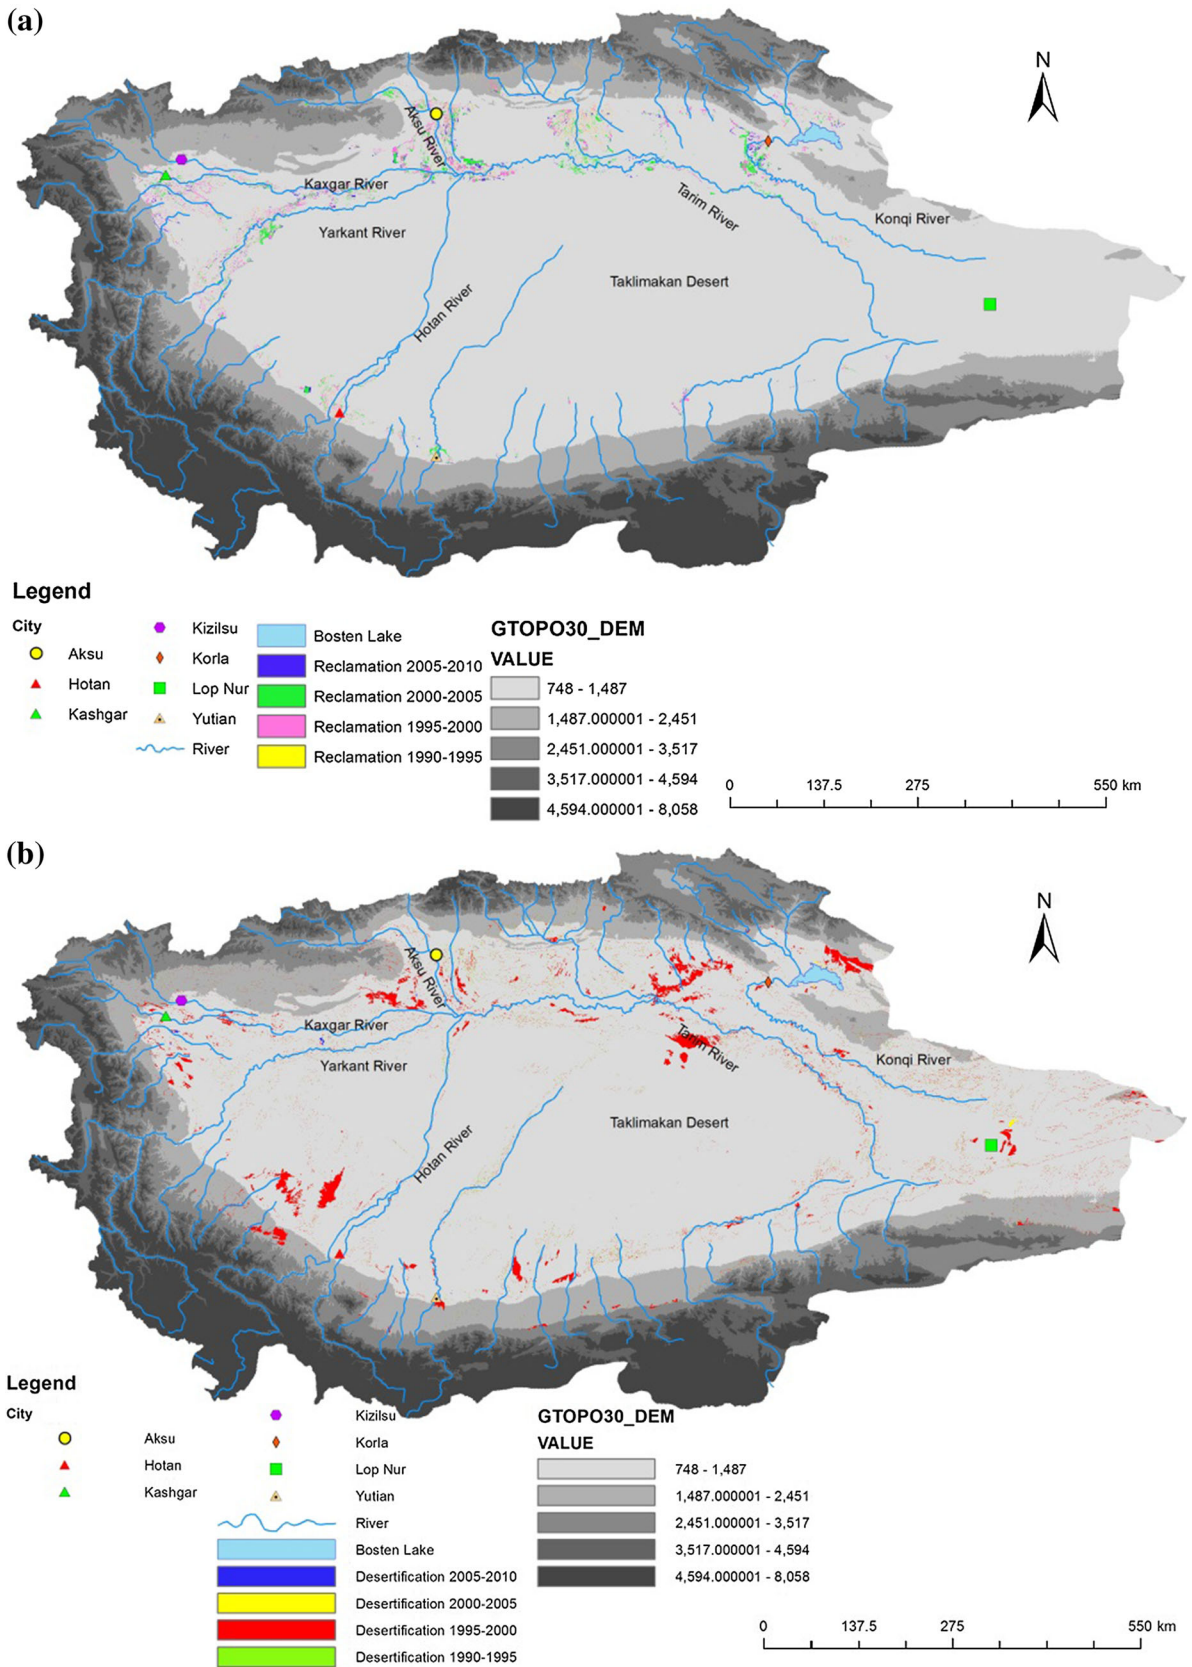 (a)
N
Aksu River
Kaxgar River
Yarkant River
Tarim River
Konqi River
Taklimakan Desert
Hotan River
Legend
City
Aksu
Hotan
Kashgar
Kizilsu
Korla
Lop Nur
Yutian
River
Bosten Lake
Reclamation 2005-2010
Reclamation 2000-2005
Reclamation 1995-2000
Reclamation 1990-1995
GTOPO30_DEM
VALUE
748 - 1,487
1,487.000001 - 2,451
2,451.000001 - 3,517
3,517.000001 - 4,594
4,594.000001 - 8,058
0 137.5 275 550 km
(b)
N
Aksu River
Kaxgar River
Yarkant River
Tarim River
Konqi River
Taklimakan Desert
Hotan River
Legend
City
Aksu
Hotan
Kashgar
Kizilsu
Korla
Lop Nur
Yutian
River
Bosten Lake
Desertification 2005-2010
Desertification 2000-2005
Desertification 1995-2000
Desertification 1990-1995
GTOPO30_DEM
VALUE
748 - 1,487
1,487.000001 - 2,451
2,451.000001 - 3,517
3,517.000001 - 4,594
4,594.000001 - 8,058
0 137.5 275 550 km